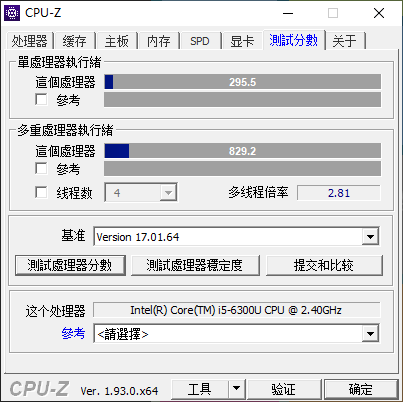 CPU-Z
处理器 缓存 主板 内存 SPD 显卡 測試分數 关于
單處理器執行緒
這個處理器 295.5
參考
多重處理器執行緒
這個處理器 829.2
參考
线程数 4 多线程倍率 2.81
基准 Version 17.01.64
測試處理器分數 測試處理器穩定度 提交和比较
这个处理器 Intel(R) Core(TM) i5-6300U CPU @ 2.40GHz
參考 <請選擇>
CPU-Z Ver. 1.93.0.x64 工具 验证 确定